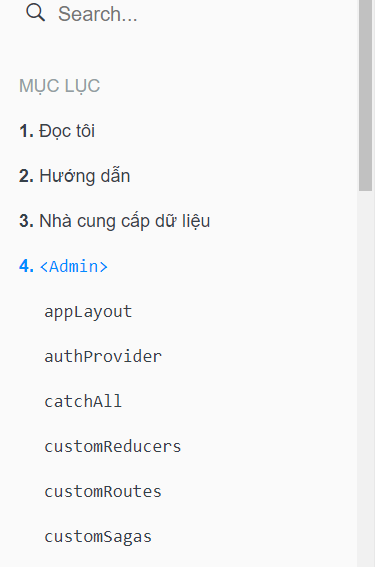 Search...
MỤC LỤC
1. Đọc tôi
2. Hướng dẫn
3. Nhà cung cấp dữ liệu
4. <Admin>
appLayout
authProvider
catchAll
customReducers
customRoutes
customSagas